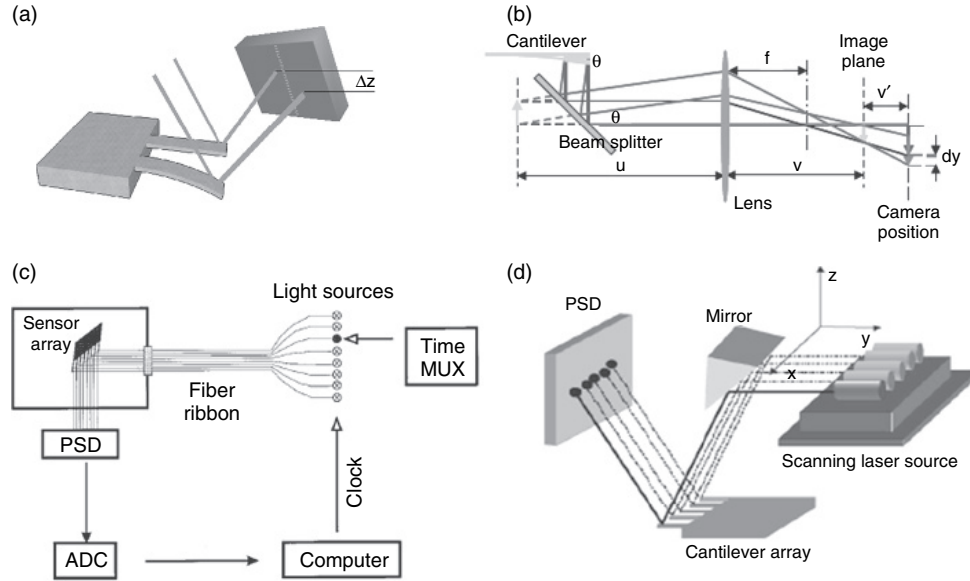 (a)
Δz
(b)
Cantilever
θ
f
Image
plane
v′
θ
Beam splitter
u
v
dy
Lens
Camera
position
(c)
Light sources
Sensor
array
Time
MUX
Fiber
ribbon
PSD
Clock
ADC
Computer
(d)
z
PSD
Mirror
y
x
Scanning laser source
Cantilever array